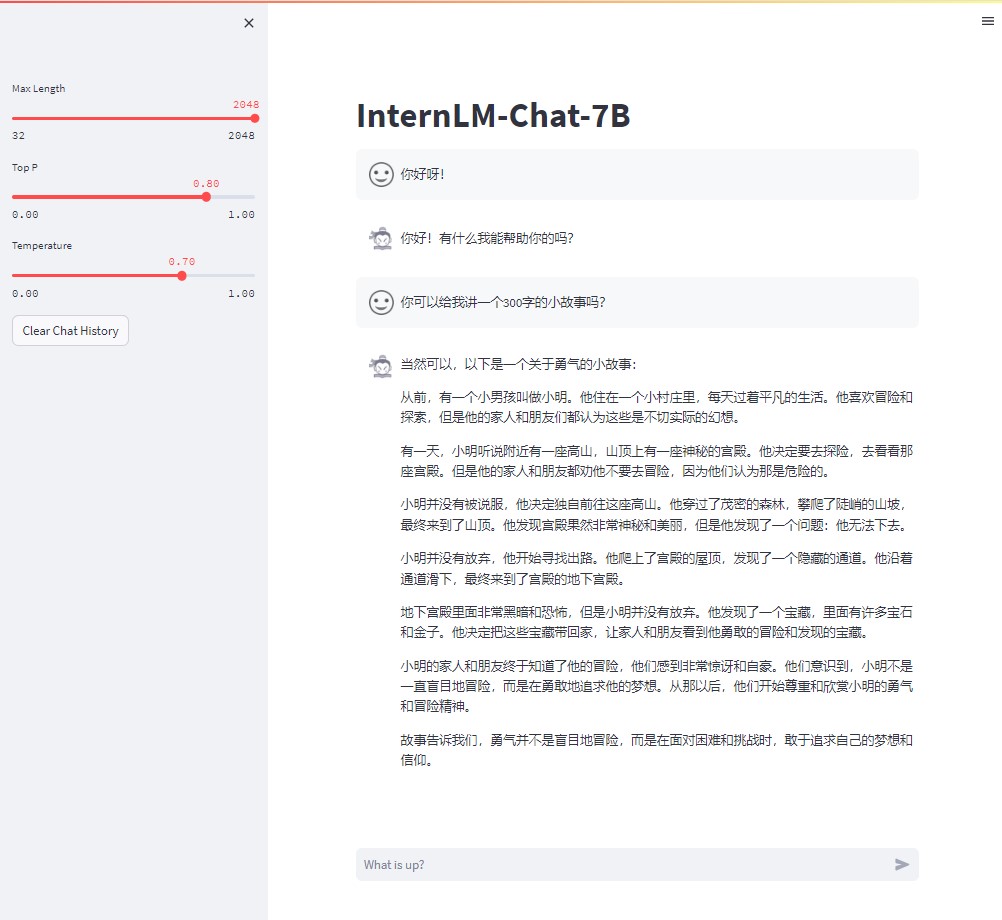 Max Length
2048
32 2048
Top P
0.80
0.00 1.00
Temperature
0.70
0.00 1.00
Clear Chat History
InternLM-Chat-7B
你好呀！
你好！有什么我能帮助你的吗？
你可以给我讲一个300字的小故事吗？
当然可以，以下是一个关于勇气的小故事：
从前，有一个小男孩叫做小明。他住在一个小村庄里，每天过着平凡的生活。他喜欢冒险和
探索，但是他的家人和朋友们都认为这些是不切实际的幻想。
有一天，小明听说附近有一座高山，山顶上有一座神秘的宫殿。他决定要去探险，去看看那
座宫殿。但是他的家人和朋友都劝他不要去冒险，因为他们认为那是危险的。
小明并没有被说服，他决定独自前往这座高山。他穿过了茂密的森林，攀爬了陡峭的山坡，
最终来到了山顶。他发现宫殿果然非常神秘和美丽，但是他发现了一个问题：他无法下去。
小明并没有放弃，他开始寻找出路。他爬上了宫殿的屋顶，发现了一个隐藏的通道。他沿着
通道滑下，最终来到了宫殿的地下宫殿。
地下宫殿里面非常黑暗和恐怖，但是小明并没有放弃。他发现了一个宝藏，里面有许多宝石
和金子。他决定把这些宝藏带回家，让家人和朋友看到他勇敢的冒险和发现的宝藏。
小明的家人和朋友终于知道了他的冒险，他们感到非常惊讶和自豪。他们意识到，小明不是
一直盲目地冒险，而是在勇敢地追求他的梦想。从那以后，他们开始尊重和欣赏小明的勇气
和冒险精神。
故事告诉我们，勇气并不是盲目地冒险，而是在面对困难和挑战时，敢于追求自己的梦想和
信仰。
What is up?